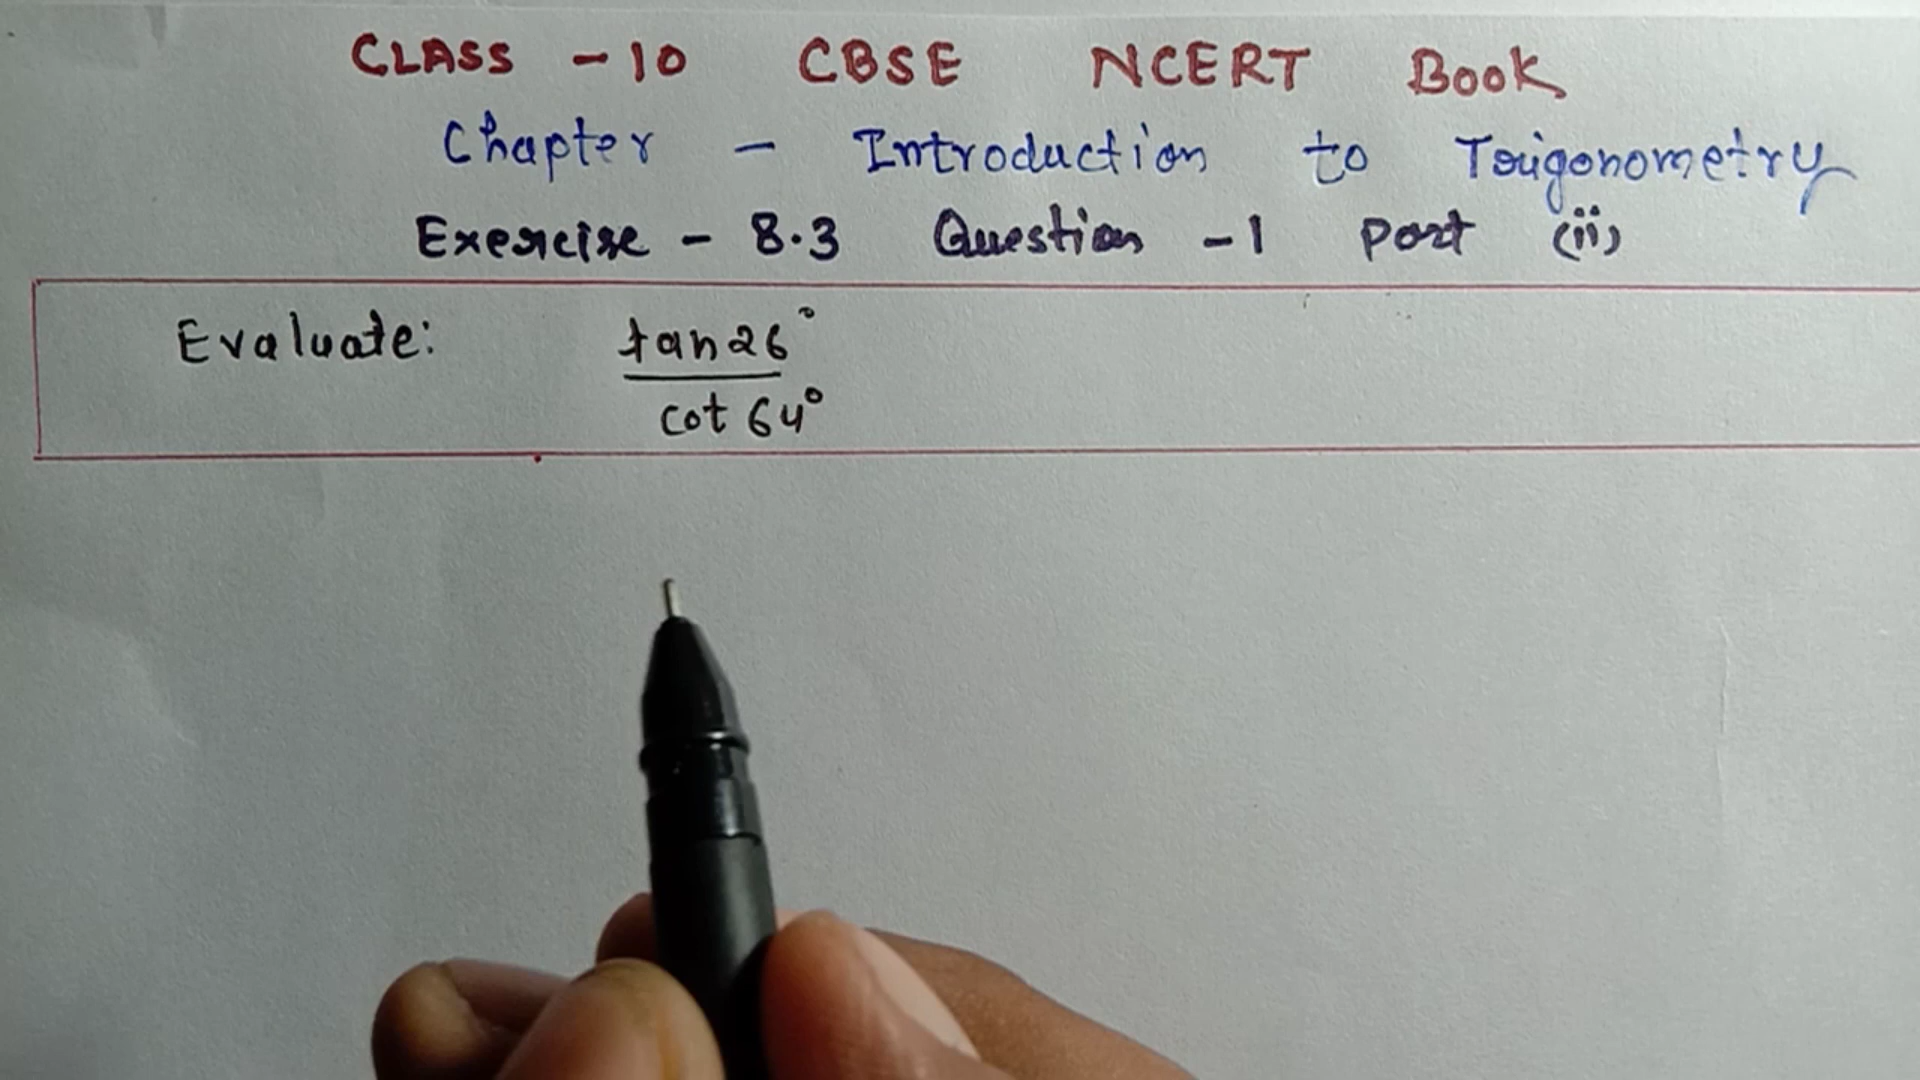 CLASS - 10 CBSE NCERT Book
Chapter - Introduction to Trigonometry
Exercise - 8.3 Question - 1 Part (ii)
Evaluate: tan26°
cot 64°